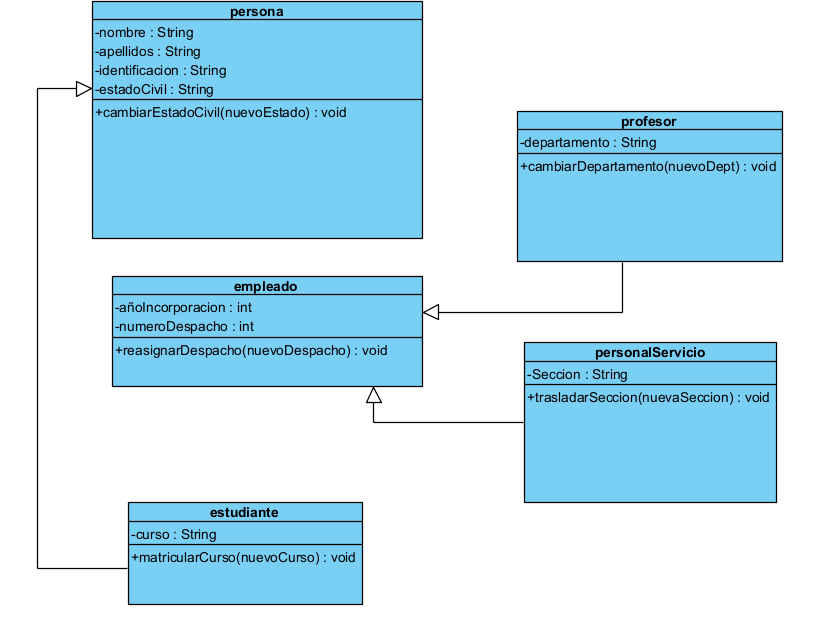 persona
-nombre : String
-apellidos : String
-identificacion : String
-estadoCivil : String
+cambiarEstadoCivil(nuevoEstado) : void
profesor
-departamento : String
+cambiarDepartamento(nuevoDept) : void
empleado
-añoIncorporacion : int
-numeroDespacho : int
+reasignarDespacho(nuevoDespacho) : void
personalServicio
-Seccion : String
+trasladarSeccion(nuevaSeccion) : void
estudiante
-curso : String
+matricularCurso(nuevoCurso) : void